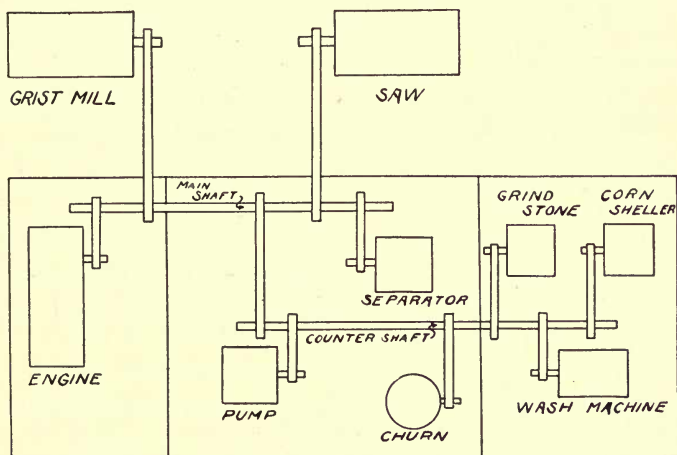 GRIST MILL
SAW
MAIN
SHAFT
GRIND
STONE
CORN
SHELLER
SEPARATOR
COUNTER SHAFT
ENGINE
PUMP
CHURN
WASH MACHINE